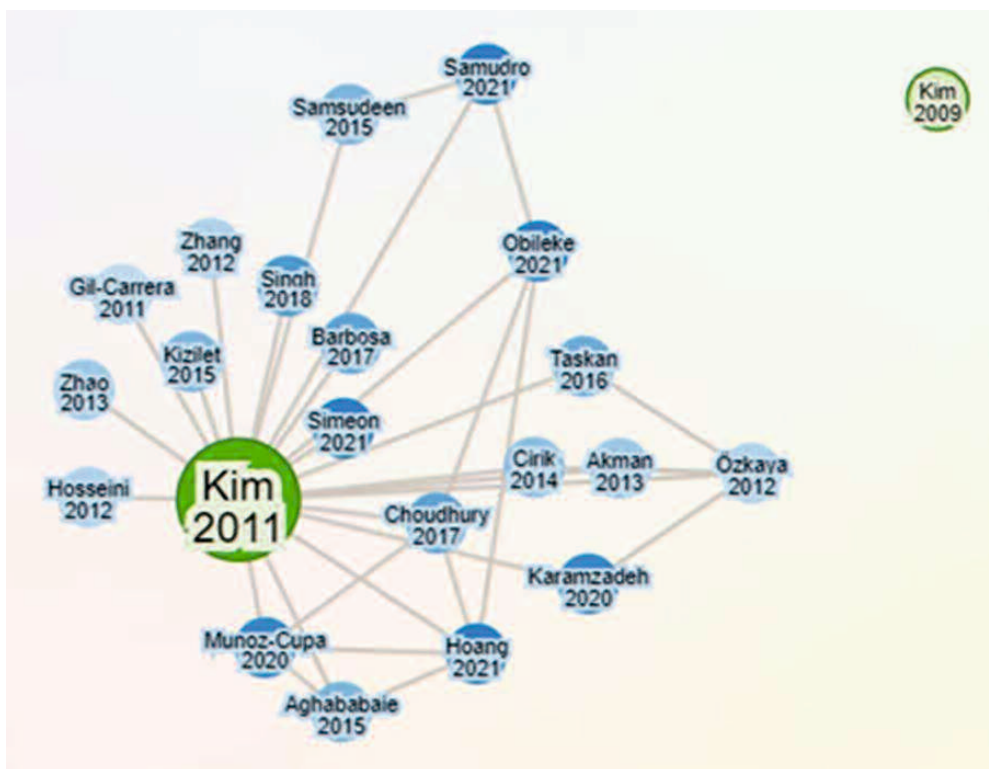 Samudro
2021
Kim
2009
Samsudeen
2015
Zhang
2012
Obileke
2021
Gil-Carrera
2011
Singh
2018
Barbosa
2017
Kizilet
2015
Taskan
2016
Zhao
2013
Simeon
2021
Cirik
2014
Akman
2013
Özkaya
2012
Hosseini
2012
Kim
2011
Choudhury
2017
Karamzadeh
2020
Munoz-Cupa
2020
Hoang
2021
Aghababaie
2015